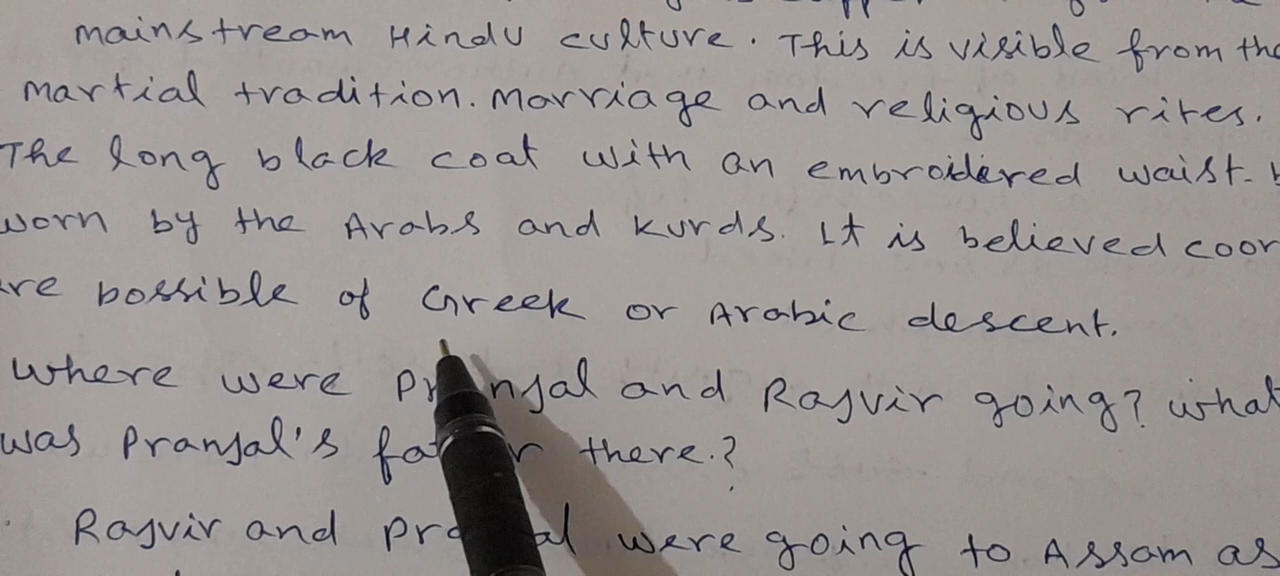 mainstream Hindu culture. This is visible from the
martial tradition. Marriage and religious rites.
The long black coat with an embroidered waist-
worn by the Arabs and Kurds. It is believed
bossible of Greek or Arabic descent.
Where were and Rajvir going? what
was Pranjal's there.?
Rajvir and were going to Assam as